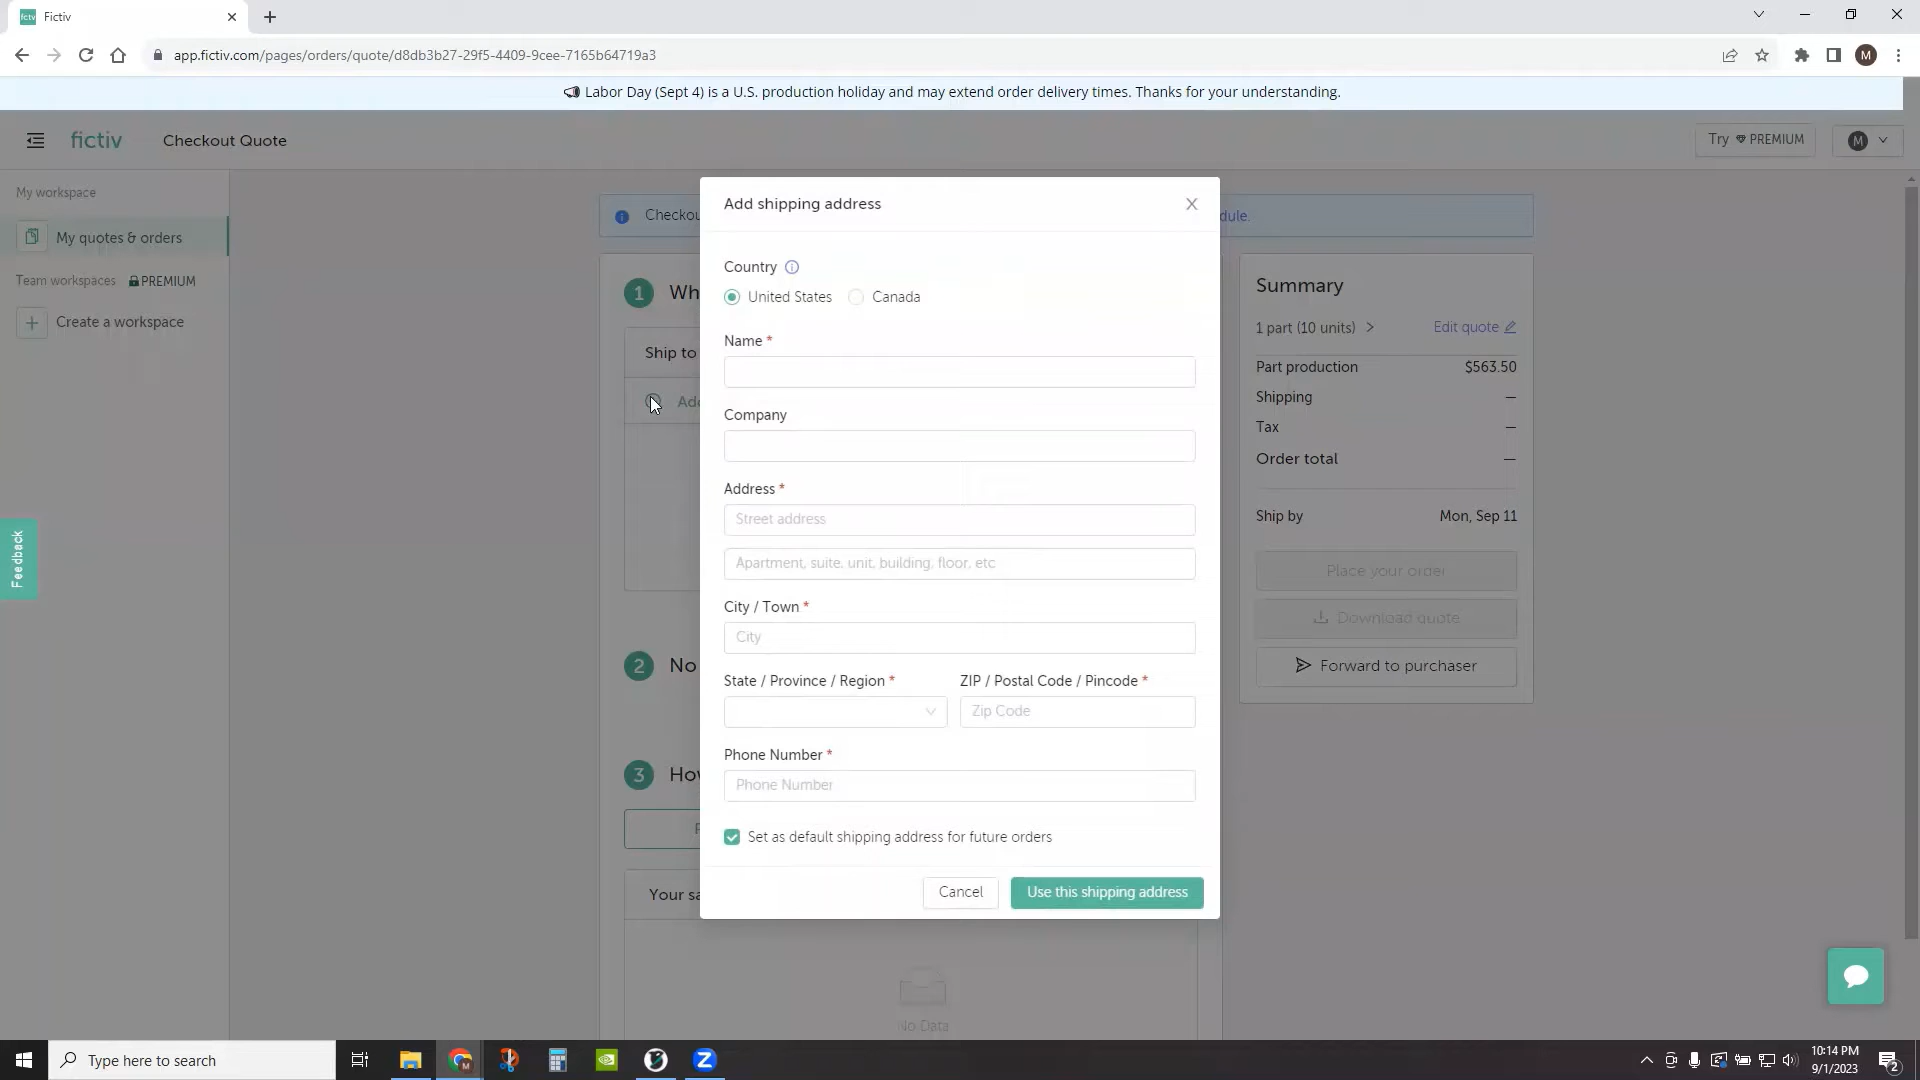 fctv
Fictiv
app.fictiv.com/pages/orders/quote/d8db3b27-29f5-4409-9cee-7165b64719a3
M
Labor Day (Sept 4) is a U.S. production holiday and may extend order delivery times. Thanks for your understanding.
fictiv
Checkout Quote
Try PREMIUM
M
My workspace
My quotes & orders
Team workspaces PREMIUM
Create a workspace
Feedback
Checkou
dule.
1 Wh
Ship to
Add
2 No
3 How
Your sa
No Data
Add shipping address
Country
United States
Canada
Name *
Company
Address *
Street address
Apartment, suite, unit, building, floor, etc
City / Town *
City
State / Province / Region *
ZIP / Postal Code / Pincode *
Zip Code
Phone Number *
Phone Number
Set as default shipping address for future orders
Cancel
Use this shipping address
Summary
1 part (10 units)
Edit quote
Part production $563.50
Shipping —
Tax —
Order total —
Ship by Mon, Sep 11
Place your order
Download quote
Forward to purchaser
Type here to search
10:14 PM
9/1/2023
2